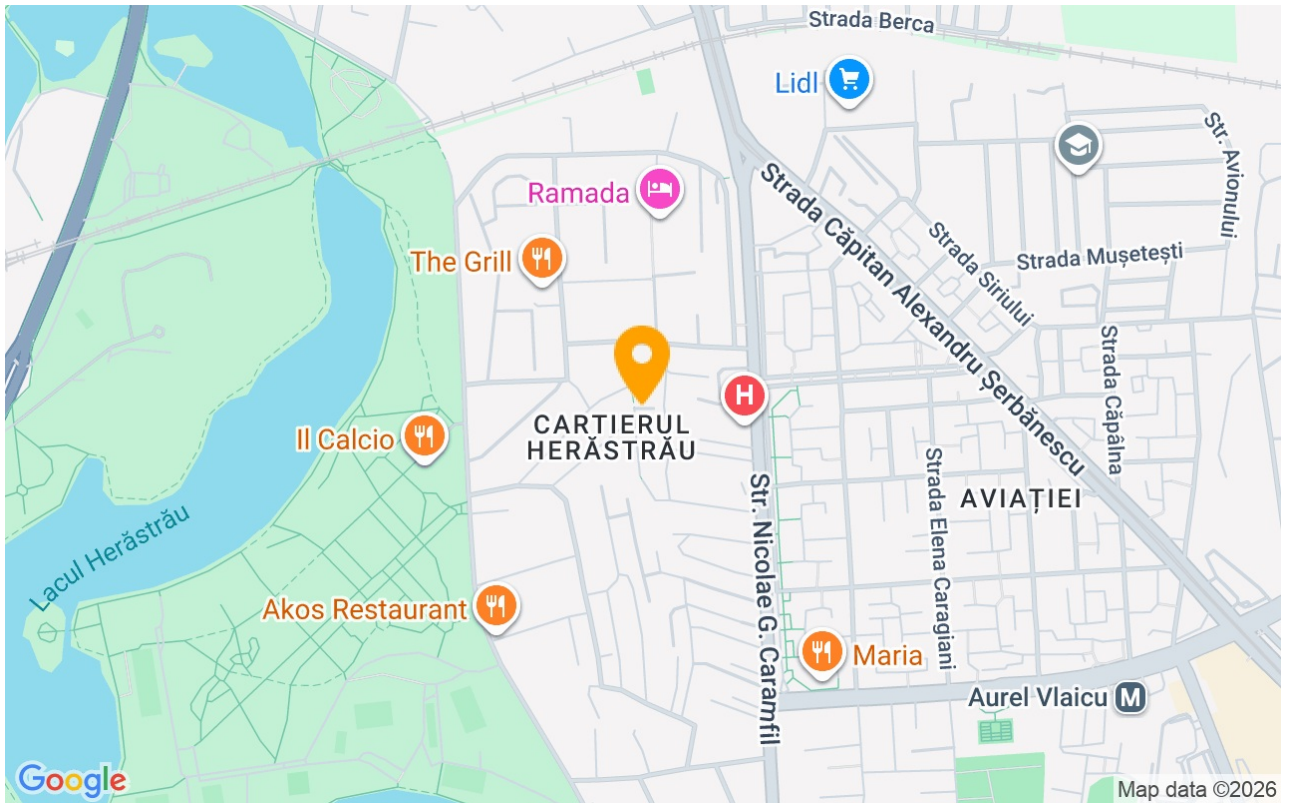 Strada Berca
Lidl
Str. Avionului
Ramada
Strada Căpitan Alexandru Șerbănescu
The Grill
Strada Siriului
Strada Mușetești
Strada Căpâlna
H
CARTIERUL
HERĂSTRĂU
Il Calcio
Str. Nicolae G. Caramfil
Strada Elena Caragiani
AVIAȚIEI
Lacul Herăstrău
Akos Restaurant
Maria
Aurel Vlaicu M
Google
Map data ©2026